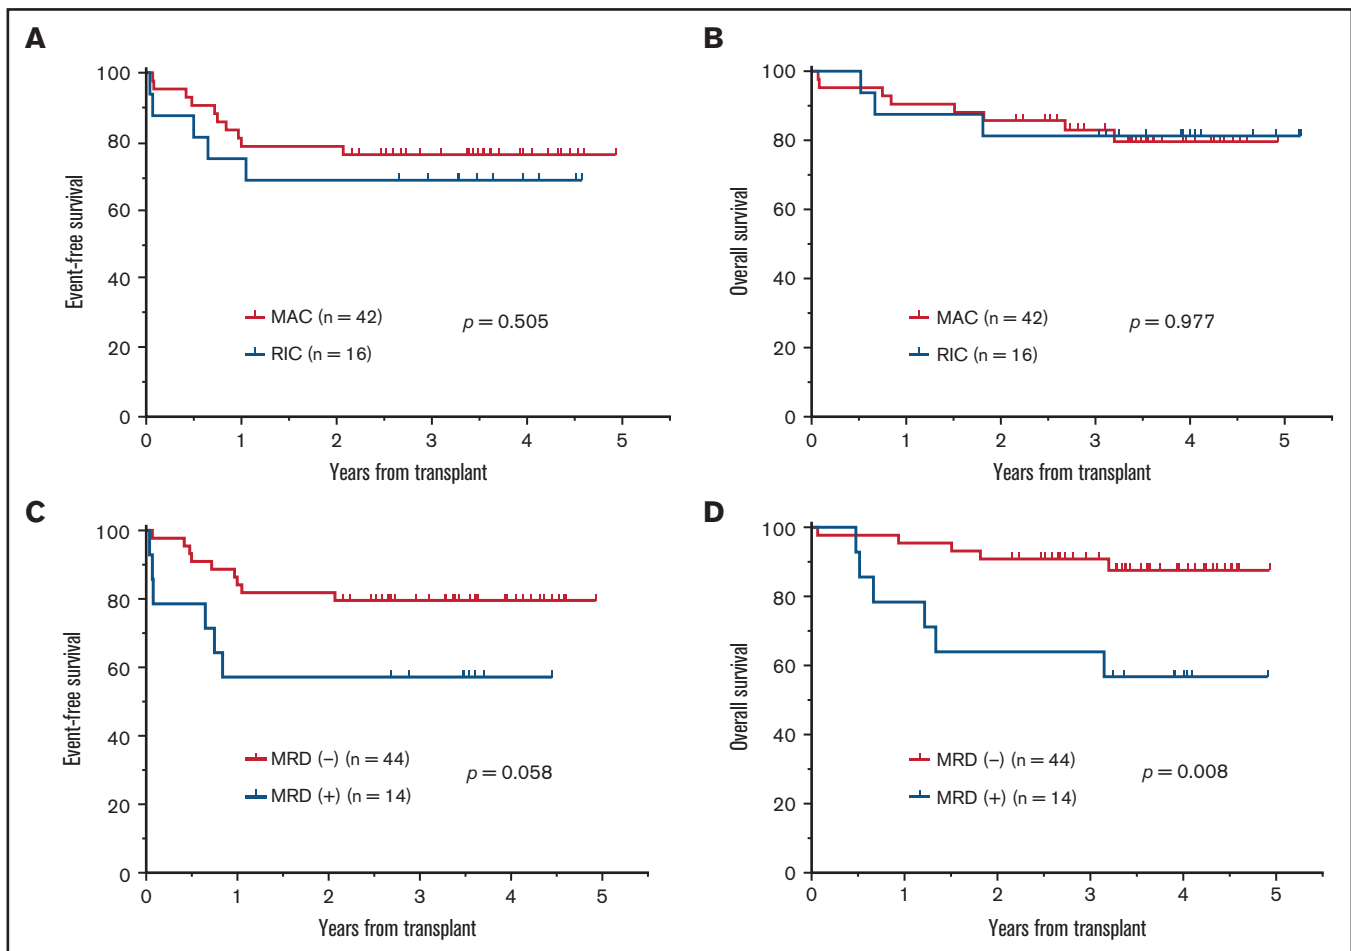 A
100
80
60
40
20
0
Event-free survival
MAC (n = 42)
RIC (n = 16)
p = 0.505
0 1 2 3 4 5
Years from transplant
B
100
80
60
40
20
0
Overall survival
MAC (n = 42)
RIC (n = 16)
p = 0.977
0 1 2 3 4 5
Years from transplant
C
100
80
60
40
20
0
Event-free survival
MRD (–) (n = 44)
MRD (+) (n = 14)
p = 0.058
0 1 2 3 4 5
Years from transplant
D
100
80
60
40
20
0
Overall survival
MRD (–) (n = 44)
MRD (+) (n = 14)
p = 0.008
0 1 2 3 4 5
Years from transplant